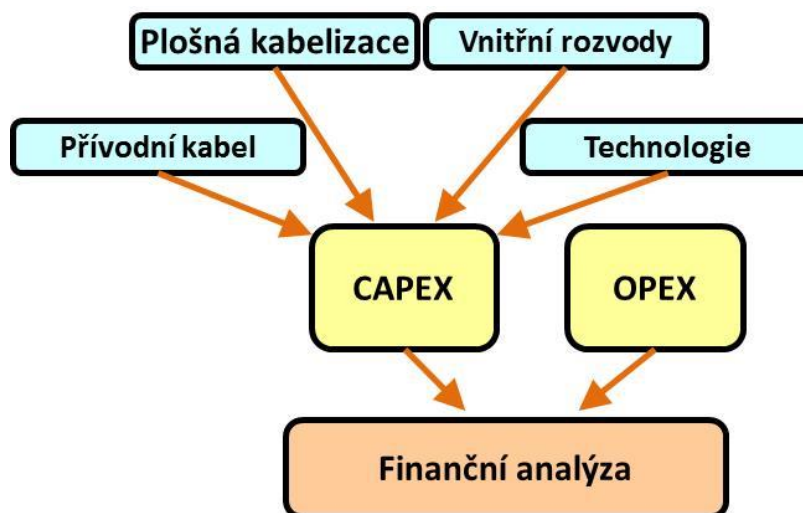 Plošná kabelizace
Vnitřní rozvody
Přívodní kabel
Technologie
CAPEX
OPEX
Finanční analýza